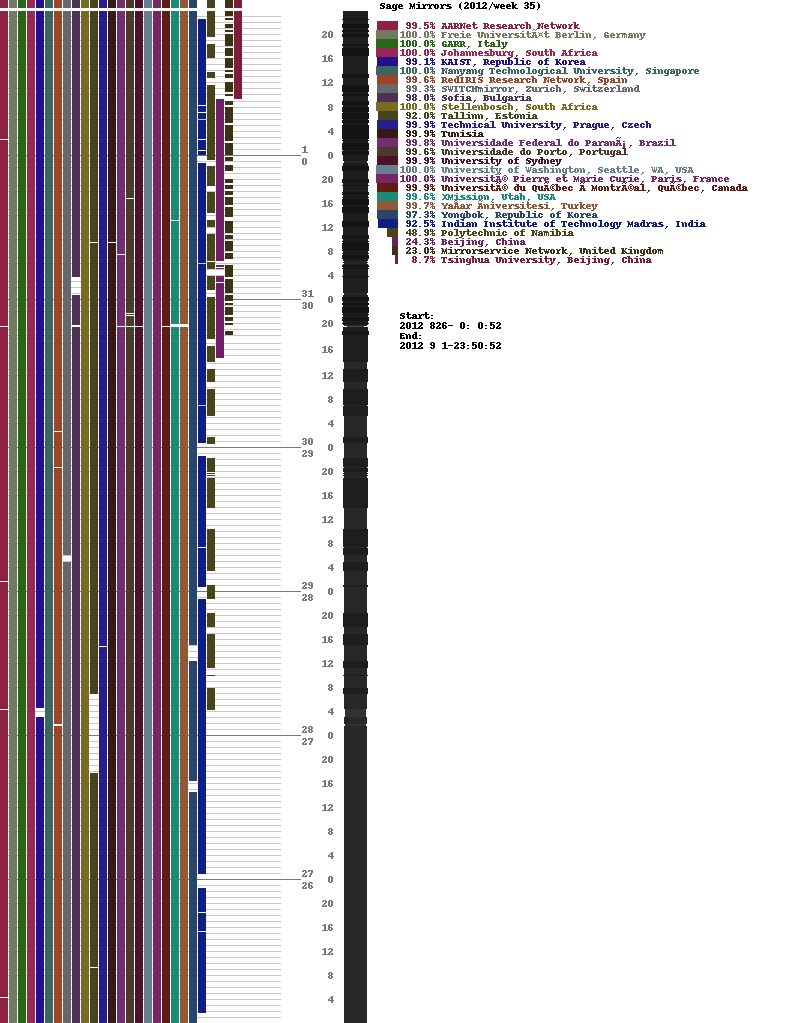 Sage Mirrors (2012/week 35)
99.5% AARNet Research Network
100.0% Freie UniversitÃ¤t Berlin, Germany
100.0% GARR, Italy
100.0% Johannesburg, South Africa
99.1% KAIST, Republic of Korea
100.0% Nanyang Technological University, Singapore
99.6% RedIRIS Research Network, Spain
99.3% SWITCHmirror, Zurich, Switzerland
98.0% Sofia, Bulgaria
100.0% Stellenbosch, South Africa
92.0% Tallinn, Estonia
99.9% Technical University, Prague, Czech
99.9% Tunisia
99.8% Universidade Federal do ParanÃ¡, Brazil
99.6% Universidade do Porto, Portugal
99.9% University of Sydney
100.0% University of Washington, Seattle, WA, USA
100.0% UniversitÃ© Pierre et Marie Curie, Paris, France
99.9% UniversitÃ© du QuÃ©bec A MontrÃ©al, QuÃ©bec, Canada
99.6% XMission, Utah, USA
99.7% YaÅar Aniversitesi, Turkey
97.3% Yongbok, Republic of Korea
92.5% Indian Institute of Technology Madras, India
48.9% Polytechnic of Namibia
24.3% Beijing, China
23.0% Mirrorservice Network, United Kingdom
8.7% Tsinghua University, Beijing, China
Start:
2012 826- 0: 0:52
End:
2012 9 1-23:50:52
20
16
12
8
4
1
0
0
20
16
12
8
4
31
0
30
20
16
12
8
4
30
0
29
20
16
12
8
4
29
0
28
20
16
12
8
4
28
0
27
20
16
12
8
4
27
0
26
20
16
12
8
4